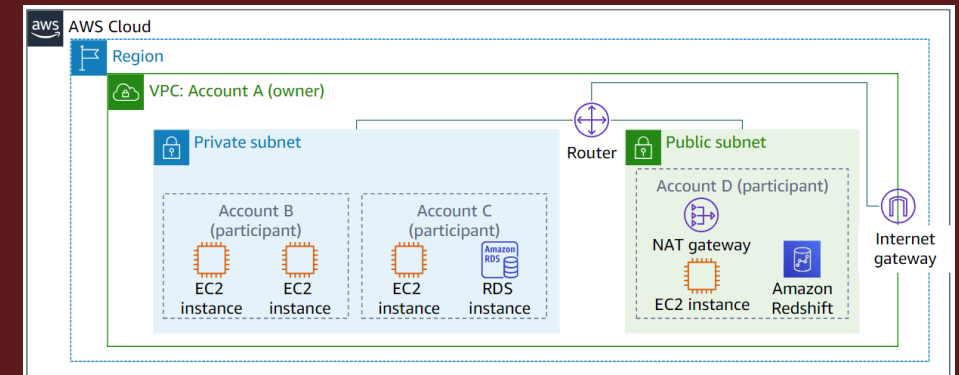 aws
AWS Cloud
Region
VPC: Account A (owner)
Private subnet
Router
Public subnet
Account B
(participant)
EC2
instance
EC2
instance
Account C
(participant)
EC2
instance
Amazon
RDS
RDS
instance
Account D (participant)
NAT gateway
EC2 instance
Amazon
Redshift
Internet
gateway